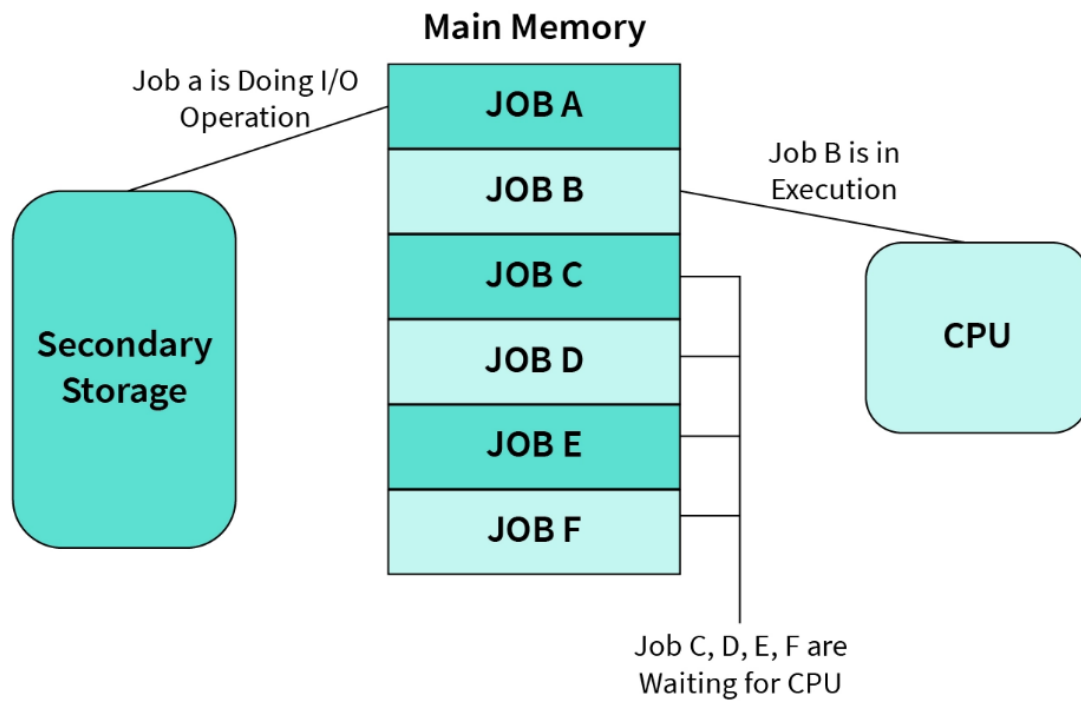 Main Memory
Job a is Doing I/O
Operation
JOB A
JOB B
JOB C
JOB D
JOB E
JOB F
Job B is in
Execution
Secondary
Storage
CPU
Job C, D, E, F are
Waiting for CPU